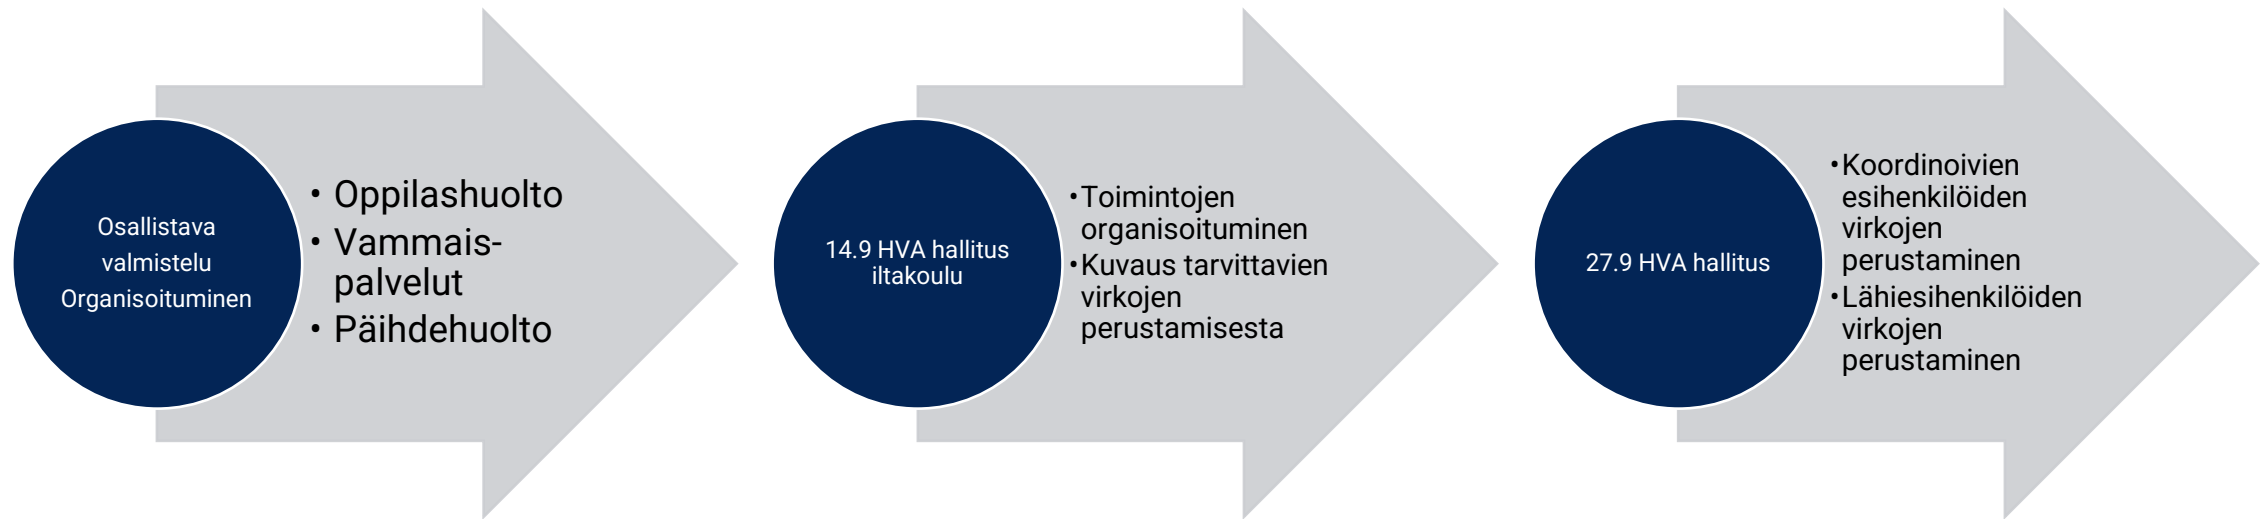 Osallistava
valmistelu
Organisoituminen
• Oppilashuolto
• Vammais-
palvelut
• Päihdehuolto
14.9 HVA hallitus
iltakoulu
•Toimintojen
organisoituminen
•Kuvaus tarvittavien
virkojen
perustamisesta
27.9 HVA hallitus
•Koordinoivien
esihenkilöiden
virkojen
perustaminen
•Lähiesihenkilöiden
virkojen
perustaminen